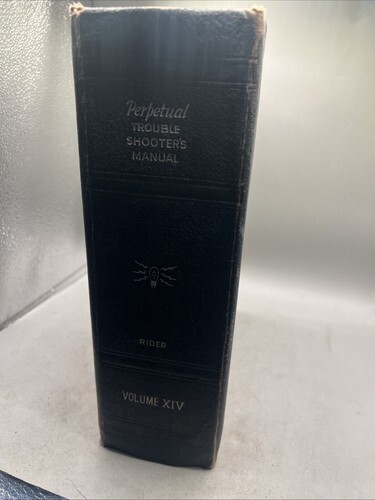 Perpetual
TROUBLE
SHOOTER'S
MANUAL
RIDER
VOLUME XIV